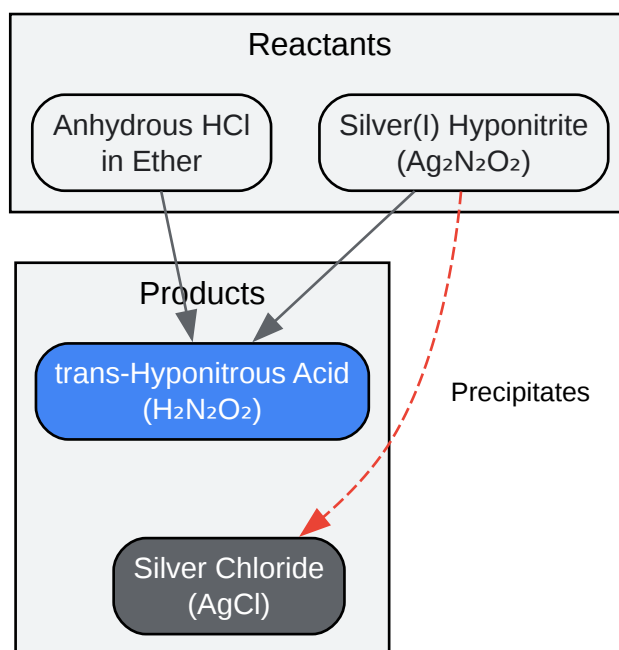 Reactants
Anhydrous HCl
in Ether
Silver(I) Hyponitrite
(Ag₂N₂O₂)
Products
trans-Hyponitrous Acid
(H₂N₂O₂)
Precipitates
Silver Chloride
(AgCl)